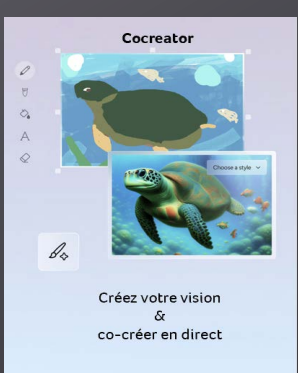 Cocreator
Choose a style
Créez votre vision
&
co-créer en direct